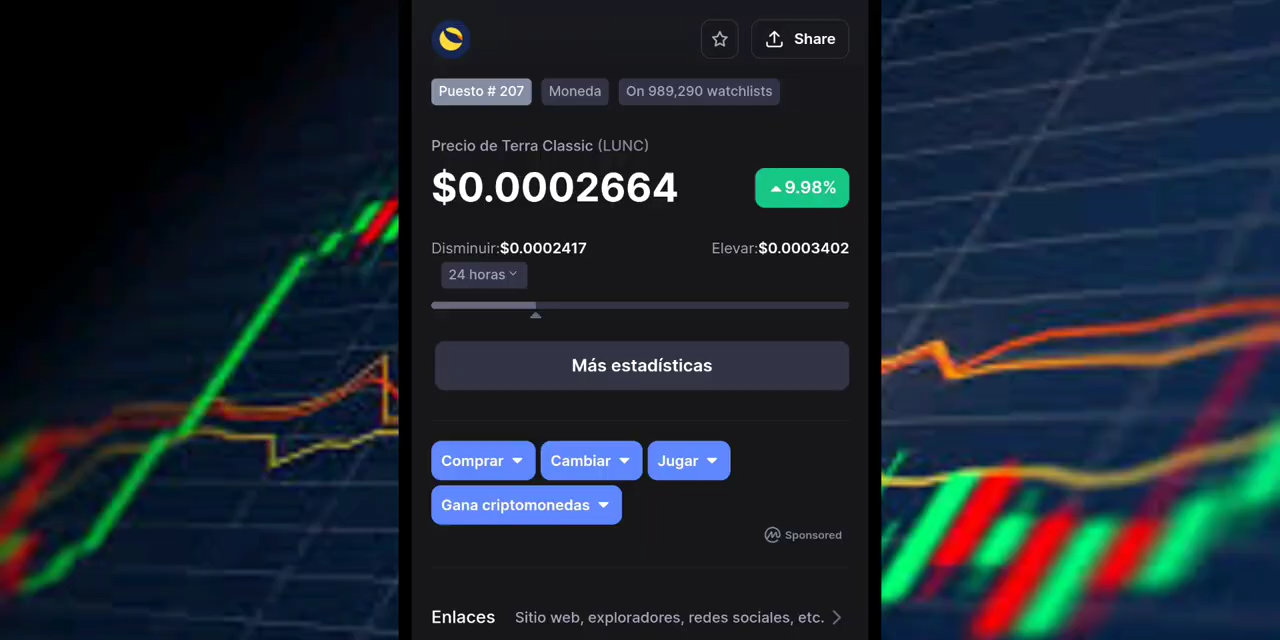 Share
Puesto # 207 Moneda On 989,290 watchlists
Precio de Terra Classic (LUNC)
$0.0002664 9.98%
Disminuir:$0.0002417 Elevar:$0.0003402
24 horas
Más estadísticas
Comprar Cambiar Jugar
Gana criptomonedas
Sponsored
Enlaces Sitio web, exploradores, redes sociales, etc.